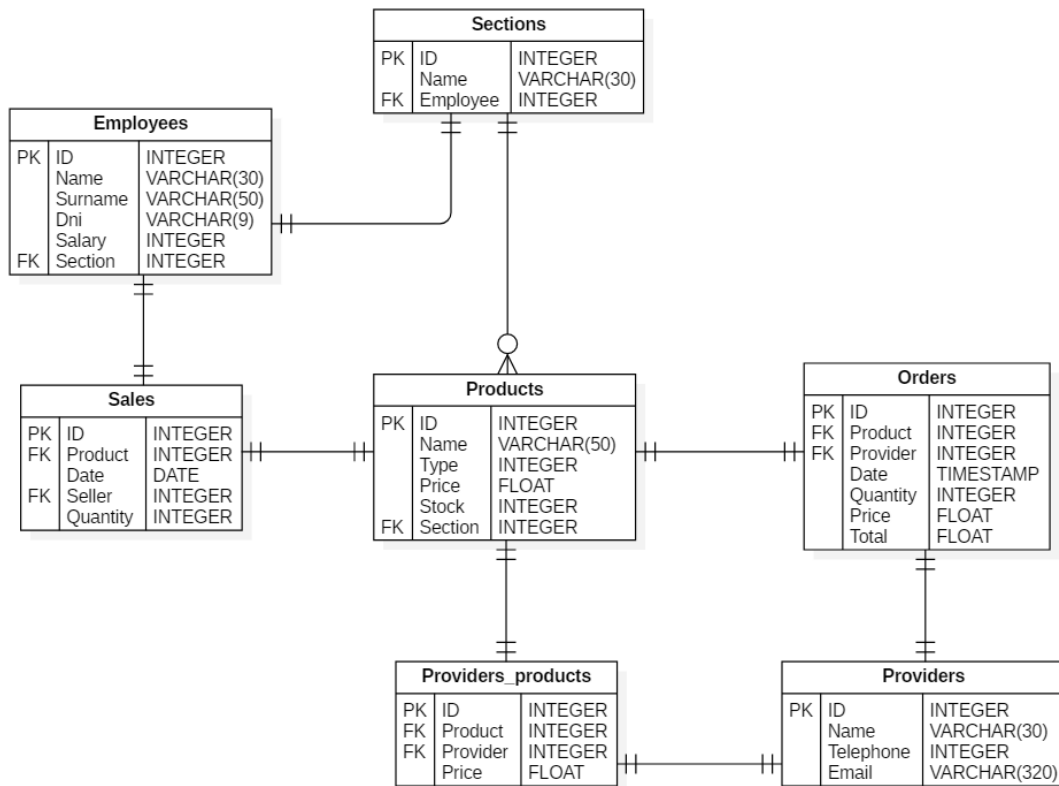 Sections
PK ID INTEGER
Name VARCHAR(30)
FK Employee INTEGER
Employees
PK ID INTEGER
Name VARCHAR(30)
Surname VARCHAR(50)
Dni VARCHAR(9)
Salary INTEGER
FK Section INTEGER
Sales
PK ID INTEGER
FK Product INTEGER
Date DATE
FK Seller INTEGER
Quantity INTEGER
Products
PK ID INTEGER
Name VARCHAR(50)
Type INTEGER
Price FLOAT
Stock INTEGER
FK Section INTEGER
Orders
PK ID INTEGER
FK Product INTEGER
FK Provider INTEGER
Date TIMESTAMP
Quantity INTEGER
Price FLOAT
Total FLOAT
Providers_products
PK ID INTEGER
FK Product INTEGER
FK Provider INTEGER
Price FLOAT
Providers
PK ID INTEGER
Name VARCHAR(30)
Telephone INTEGER
Email VARCHAR(320)